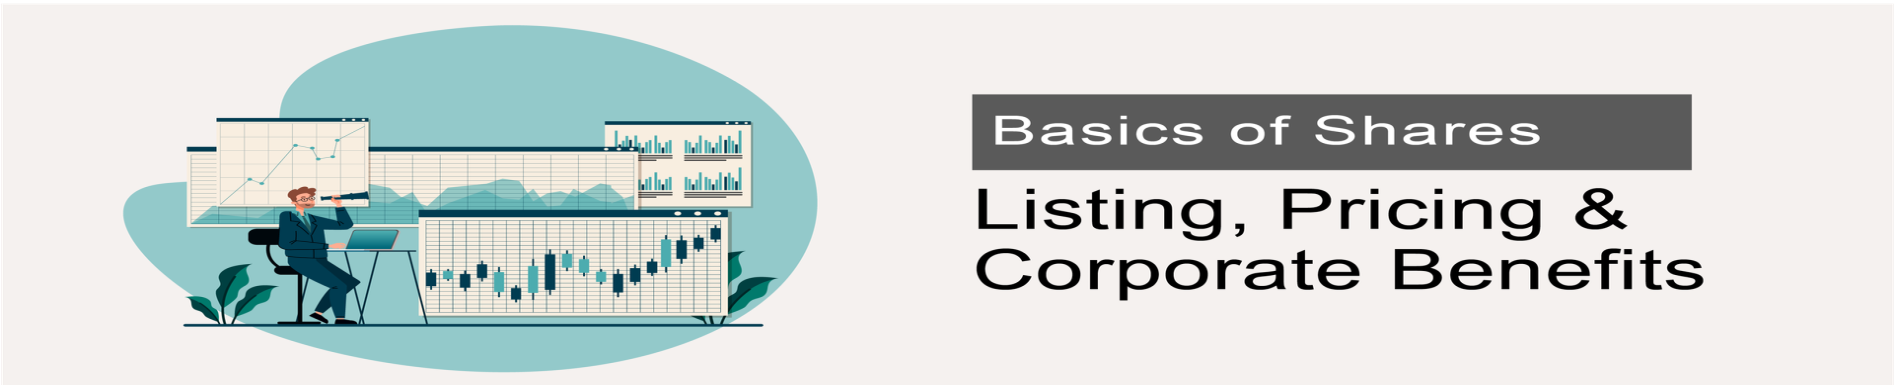 Basics of Shares
Listing, Pricing &
Corporate Benefits